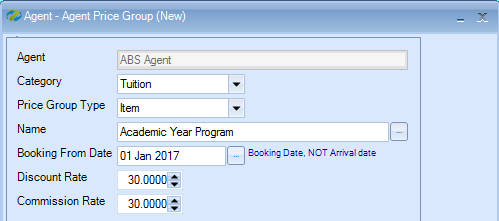 Agent - Agent Price Group (New)
Agent ABS Agent
Category Tuition
Price Group Type Item
Name Academic Year Program ...
Booking From Date 01 Jan 2017 ... Booking Date, NOT Arrival date
Discount Rate 30.0000
Commission Rate 30.0000